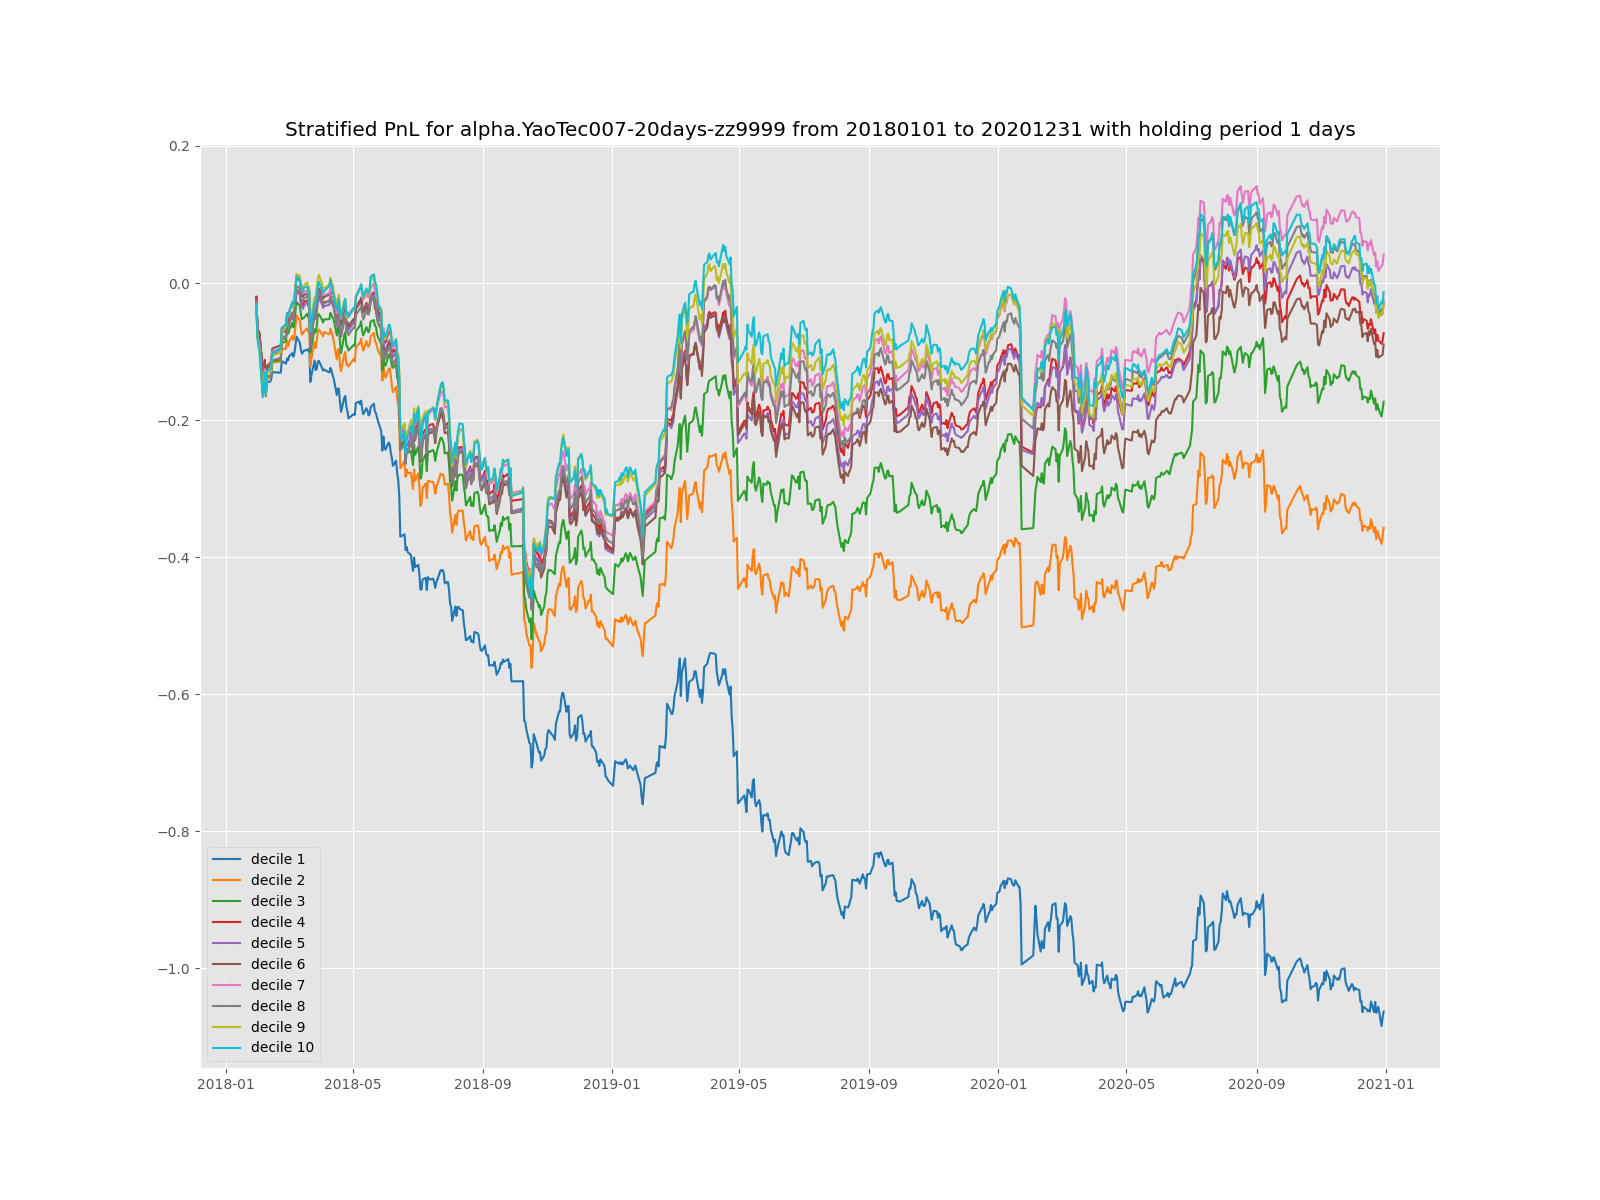 Stratified PnL for alpha.YaoTec007-20days-zz9999 from 20180101 to 20201231 with holding period 1 days
0.2
0.0
−0.2
−0.4
−0.6
−0.8
−1.0
decile 1
decile 2
decile 3
decile 4
decile 5
decile 6
decile 7
decile 8
decile 9
decile 10
2018-01 2018-05 2018-09 2019-01 2019-05 2019-09 2020-01 2020-05 2020-09 2021-01